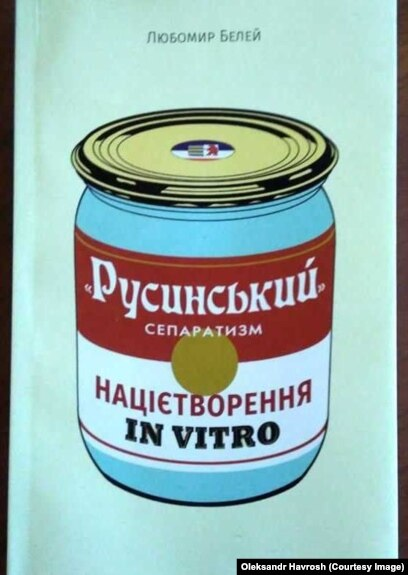 ЛЮБОМИР БЕЛЕЙ
«Русинський»
СЕПАРАТИЗМ
НАЦІЄТВОРЕННЯ
IN VITRO
Oleksandr Havrosh (Courtesy Image)